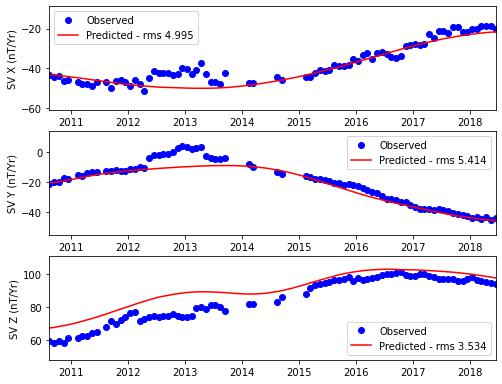 SV X (nT/Yr)
−20
−40
−60
Observed
Predicted - rms 4.995
2011 2012 2013 2014 2015 2016 2017 2018
SV Y (nT/Yr)
0
−20
−40
Observed
Predicted - rms 5.414
2011 2012 2013 2014 2015 2016 2017 2018
SV Z (nT/Yr)
100
80
60
Observed
Predicted - rms 3.534
2011 2012 2013 2014 2015 2016 2017 2018